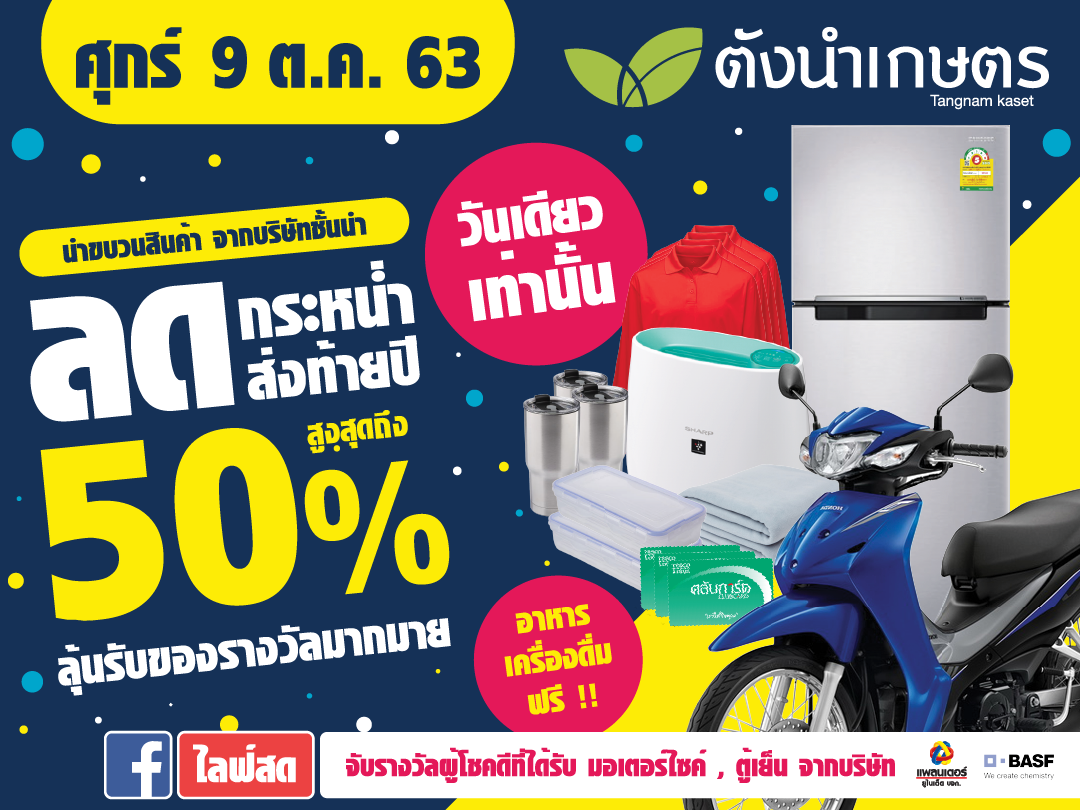 ศุกร์ 9 ต.ค. 63
ตังนำเกษตร
Tangnam kaset
นำขบวนสินค้า จากบริษัทชั้นนำ
วันเดียว
เท่านั้น
ลด กระหน่ำ
ส่งท้ายปี
สูงสุดถึง
50%
ลุ้นรับของรางวัลมากมาย
SHARP
HONDA
5
คลับการ์ด
CLUBCARD
อาหาร
เครื่องดื่ม
ฟรี !!
f ไลฟ์สด
จับรางวัลผู้โชคดีที่ได้รับ มอเตอร์ไซค์ , ตู้เย็น จากบริษัท
แพลนเตอร์
ยูไนเต็ด บจก.
BASF
We create chemistry